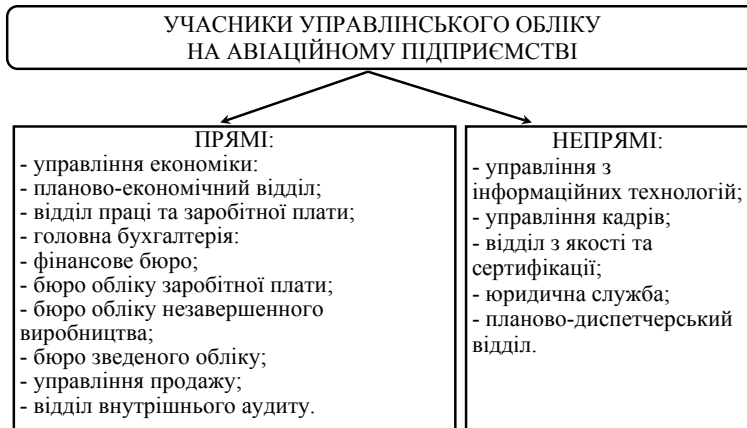 УЧАСНИКИ УПРАВЛІНСЬКОГО ОБЛІКУ
НА АВІАЦІЙНОМУ ПІДПРИЄМСТВІ
ПРЯМІ:
- управління економіки:
- планово-економічний відділ;
- відділ праці та заробітної плати;
- головна бухгалтерія:
- фінансове бюро;
- бюро обліку заробітної плати;
- бюро обліку незавершенного
виробництва;
- бюро зведеного обліку;
- управління продажу;
- відділ внутрішнього аудиту.
НЕПРЯМІ:
- управління з
інформаційних технологій;
- управління кадрів;
- відділ з якості та
сертифікації;
- юридична служба;
- планово-диспетчерський
відділ.